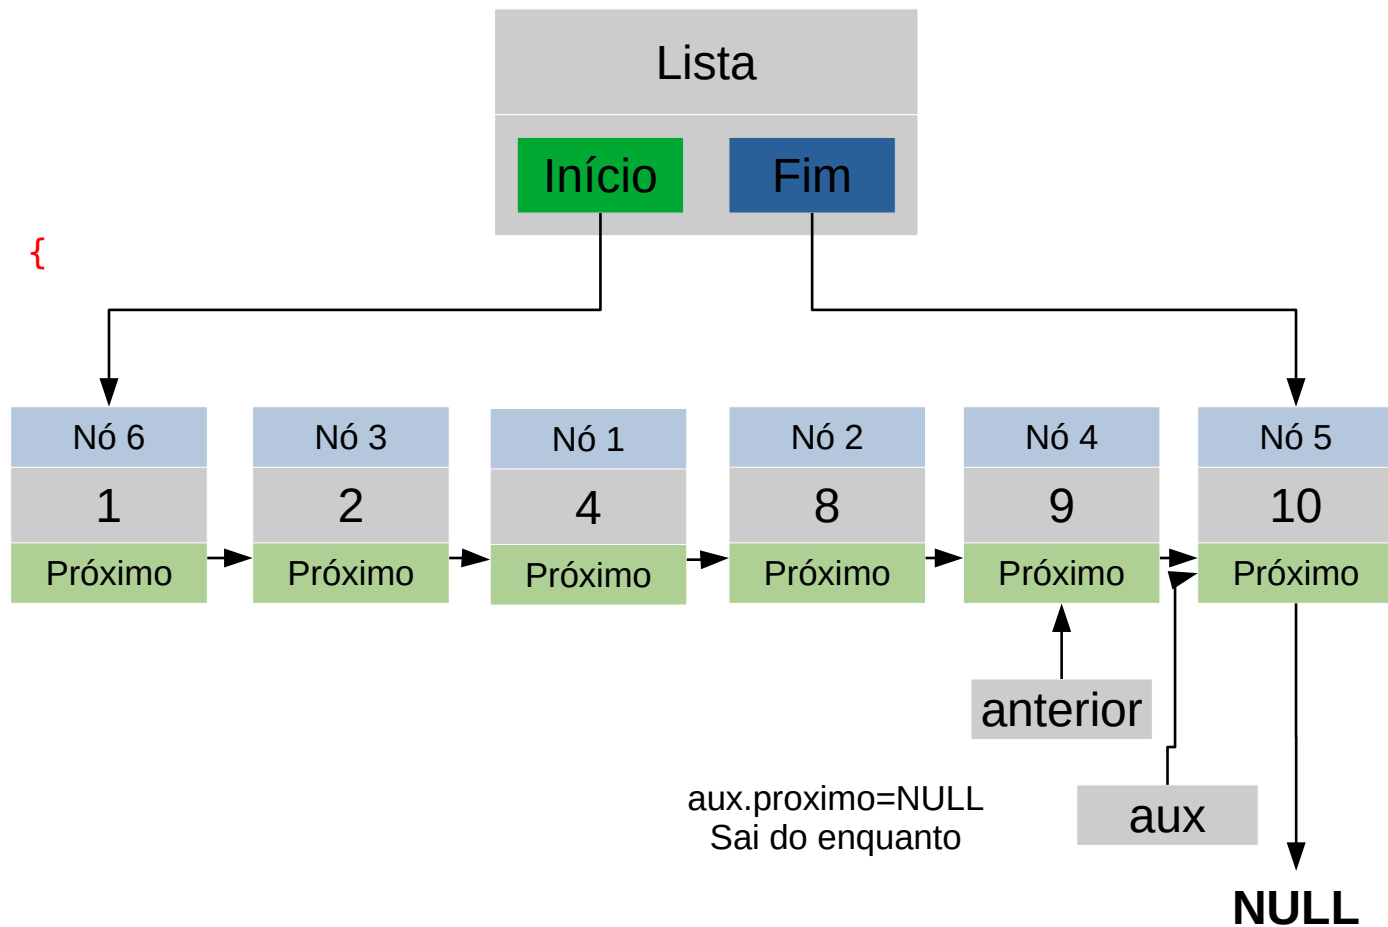 Lista
Início Fim
{
Nó 6 Nó 3 Nó 1 Nó 2 Nó 4 Nó 5
1 2 4 8 9 10
Próximo Próximo Próximo Próximo Próximo Próximo
anterior
aux.proximo=NULL
Sai do enquanto
aux
NULL